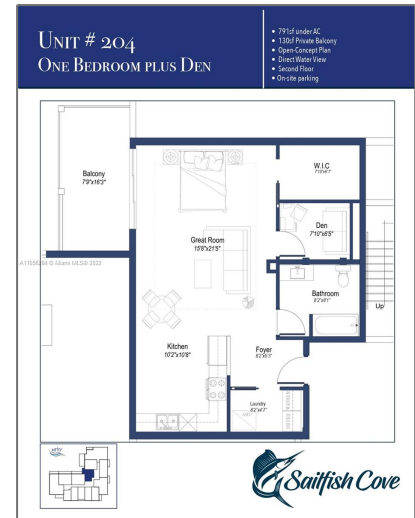 UNIT # 204
ONE BEDROOM PLUS DEN
• 791sf under AC
• 130sf Private Balcony
• Open-Concept Plan
• Direct Water View
• Second Floor
• On-site parking
Balcony
7'9"x16'3"
W.I.C
Den
7'10"x6'5"
Great Room
15'8"x21'5"
Bathroom
Up
Kitchen
10'2"x10'8"
Foyer
Laundry
Sailfish Cove